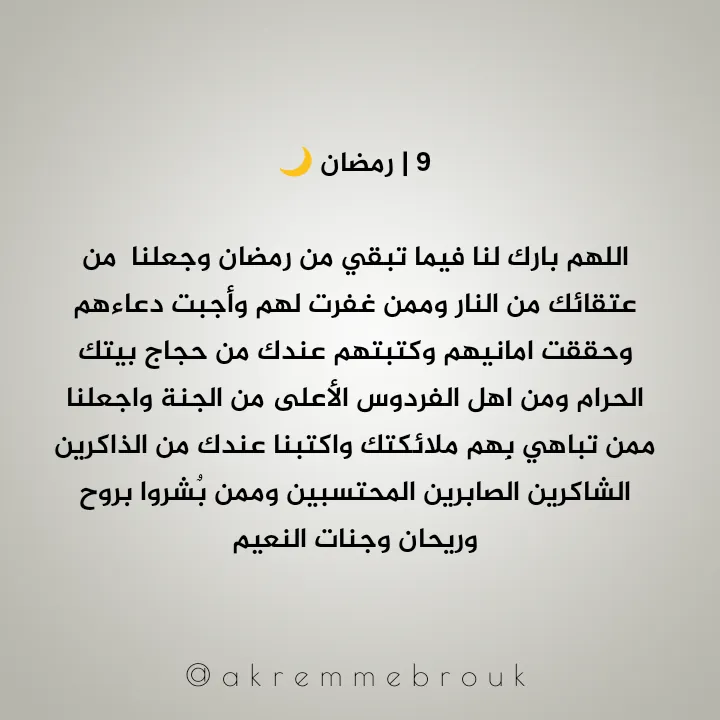 9 | رمضان 🌙
اللهم بارك لنا فيما تبقي من رمضان وجعلنا من
عتقائك من النار وممن غفرت لهم وأجبت دعاءهم
وحققت امانيهم وكتبتهم عندك من حجاج بيتك
الحرام ومن اهل الفردوس الأعلى من الجنة واجعلنا
ممن تباهي بِهم ملائكتك واكتبنا عندك من الذاكرين
الشاكرين الصابرين المحتسبين وممن بُشروا بروح
وريحان وجنات النعيم
@akremmebrouk